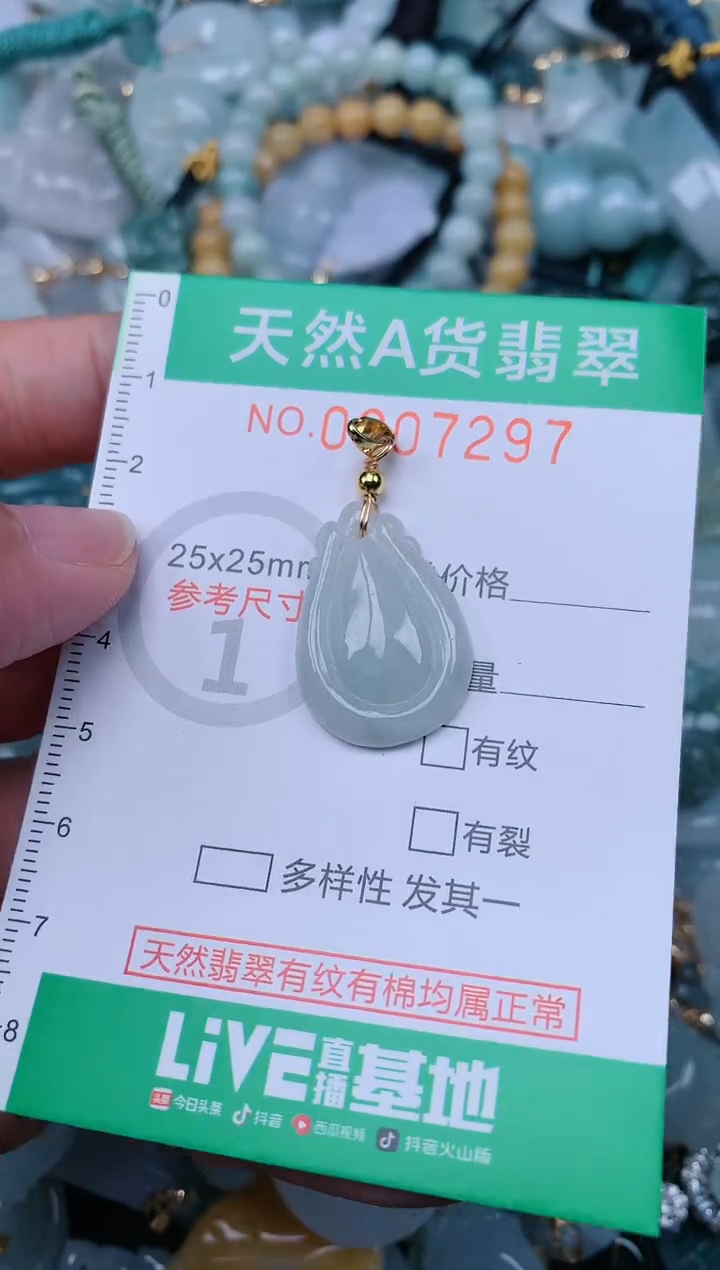 天然A货翡翠
NO.0007297
0
1
2
25x25mm
参考尺寸
价格
1
4
量
5
有纹
6
有裂
多样性 发其一
7
天然翡翠有纹有棉均属正常
8
LiVE直播基地
头条 今日头条 抖音 西瓜视频 抖音火山版